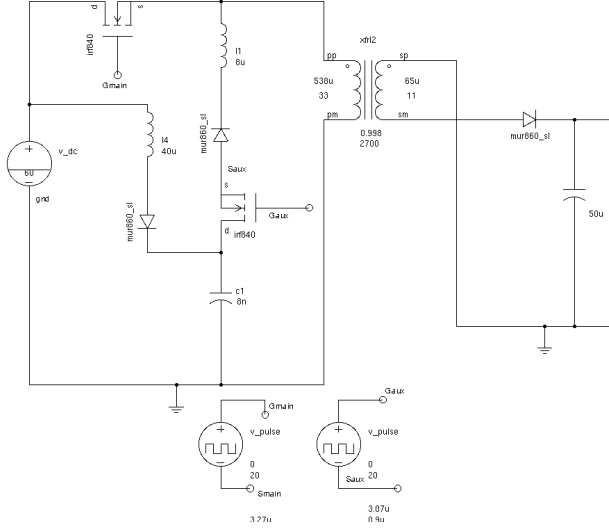 d
s
irf840
Gmain
l1
8u
mur860_sl
l4
40u
mur860_sl
v_dc
60
gnd
Saux
s
d
irf840
Gaux
c1
8n
xfrl2
pp
sp
538u
65u
33
11
pm
sm
0.998
2700
mur860_sl
50u
Gmain
v_pulse
0
20
Smain
3.27u
Gaux
v_pulse
0
20
Saux
3.07u
0.9u